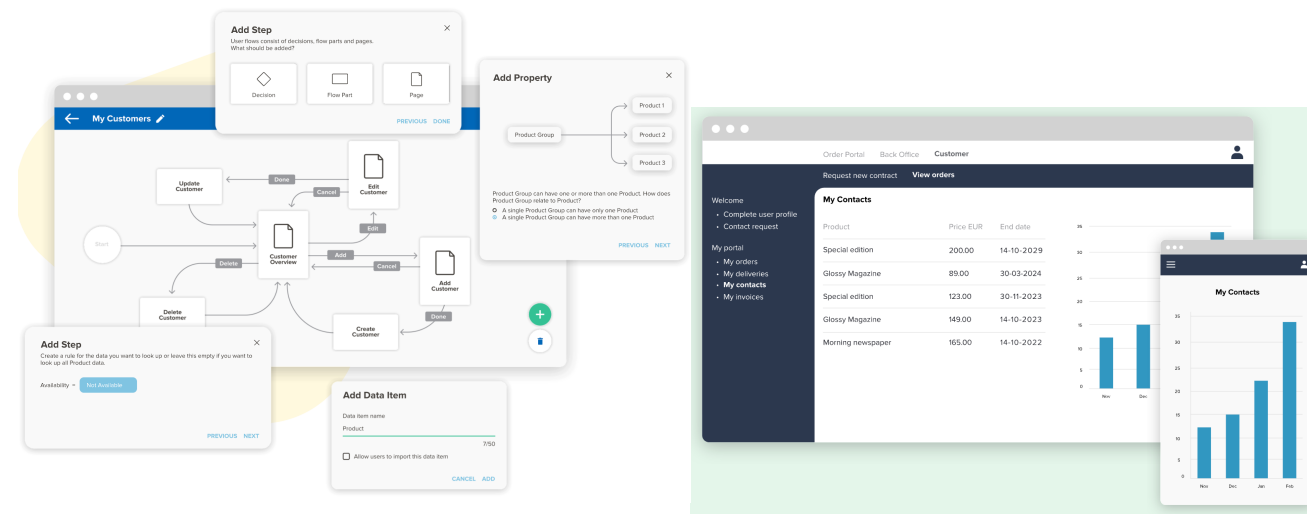 Add Step
User flows consist of decisions, flow parts and pages.
What should be added?
Decision
Flow Part
Page
PREVIOUS DONE
My Customers
Start
Update
Customer
Done
Cancel
Edit
Customer
Edit
Customer
Overview
Add
Cancel
Add
Customer
Delete
Delete
Customer
Done
Create
Customer
Add Property
Product Group
Product 1
Product 2
Product 3
Product Group can have one or more than one Product. How does
Product Group relate to Product?
A single Product Group can have only one Product
A single Product Group can have more than one Product
PREVIOUS NEXT
Add Step
Create a rule for the data you want to look up or leave this empty if you want to
look up all Product data.
Availability = Not Available
PREVIOUS NEXT
Add Data Item
Data item name
Product
7/50
Allow users to import this data item
CANCEL ADD
Order Portal Back Office Customer
Request new contract View orders
Welcome
• Complete user profile
• Contact request
My portal
• My orders
• My deliveries
• My contacts
• My invoices
My Contacts
Product Price EUR End date
Special edition 200.00 14-10-2029
Glossy Magazine 89.00 30-03-2024
Special edition 123.00 30-11-2023
Glossy Magazine 149.00 14-10-2023
Morning newspaper 165.00 14-10-2022
35
30
25
20
15
10
5
0
Nov Dec
My Contacts
35
30
25
20
15
10
5
0
Nov Dec Jan Feb